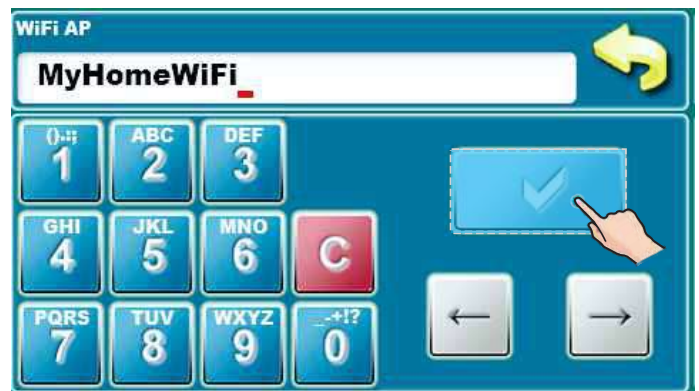 WiFi AP
MyHomeWiFi_
().:; ABC DEF
1 2 3
GHI JKL MNO
4 5 6 C
PQRS TUV WXYZ _-+!?
7 8 9 0
← →